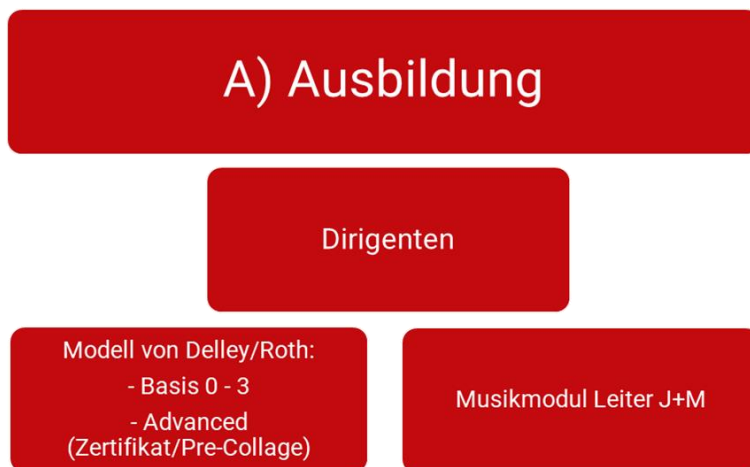 A) Ausbildung
Dirigenten
Modell von Delley/Roth:
- Basis 0 - 3
- Advanced
(Zertifikat/Pre-Collage)
Musikmodul Leiter J+M